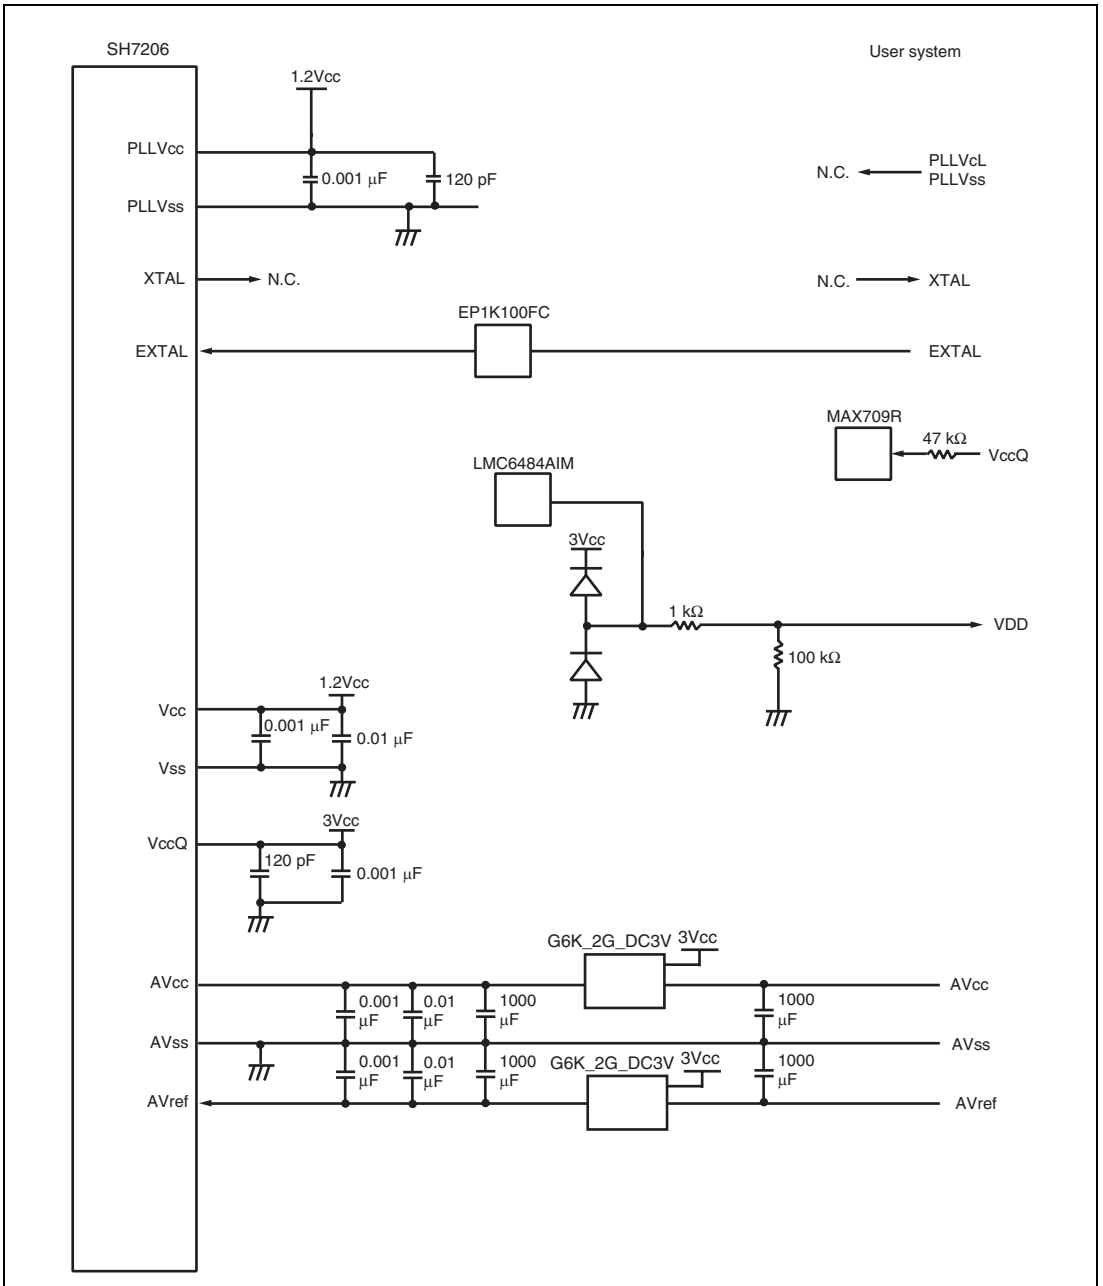 SH7206
User system
1.2Vcc
PLLVcc
0.001 μF
120 pF
PLLVcL
N.C.
PLLVss
PLLVss
XTAL
N.C.
N.C.
XTAL
EP1K100FC
EXTAL
EXTAL
MAX709R
47 kΩ
VccQ
LMC6484AIM
3Vcc
1 kΩ
VDD
100 kΩ
1.2Vcc
Vcc
0.001 μF
0.01 μF
Vss
3Vcc
VccQ
120 pF
0.001 μF
G6K_2G_DC3V
3Vcc
AVcc
AVcc
0.001
μF
0.01
μF
1000
μF
1000
μF
AVss
AVss
0.001
μF
0.01
μF
1000
μF
G6K_2G_DC3V
3Vcc
1000
μF
AVref
AVref